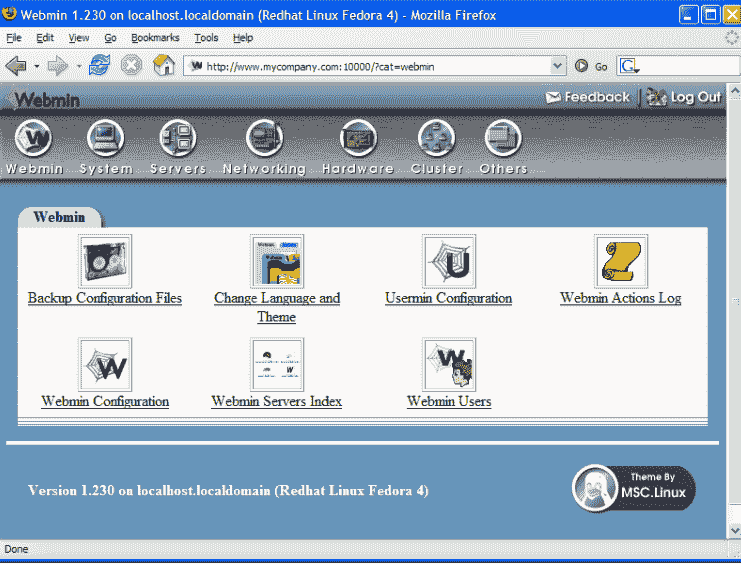 Webmin 1.230 on localhost.localdomain (Redhat Linux Fedora 4) - Mozilla Firefox
File Edit View Go Bookmarks Tools Help
http://www.mycompany.com:10000/?cat=webmin Go G
Webmin Feedback Log Out
Webmin System Servers Networking Hardware Cluster Others
Webmin
Backup Configuration Files
Change Language and
Theme
Usermin Configuration
Webmin Actions Log
Webmin Configuration
Webmin Servers Index
Webmin Users
Version 1.230 on localhost.localdomain (Redhat Linux Fedora 4)
Theme By
MSC.Linux
Done